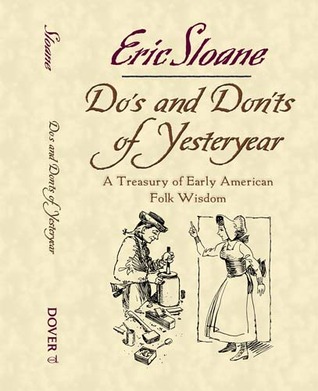 Sloane
Do's and Don'ts of Yesteryear
DOVER
Eric Sloane
Do's and Don'ts
of Yesteryear
A Treasury of Early American
Folk Wisdom